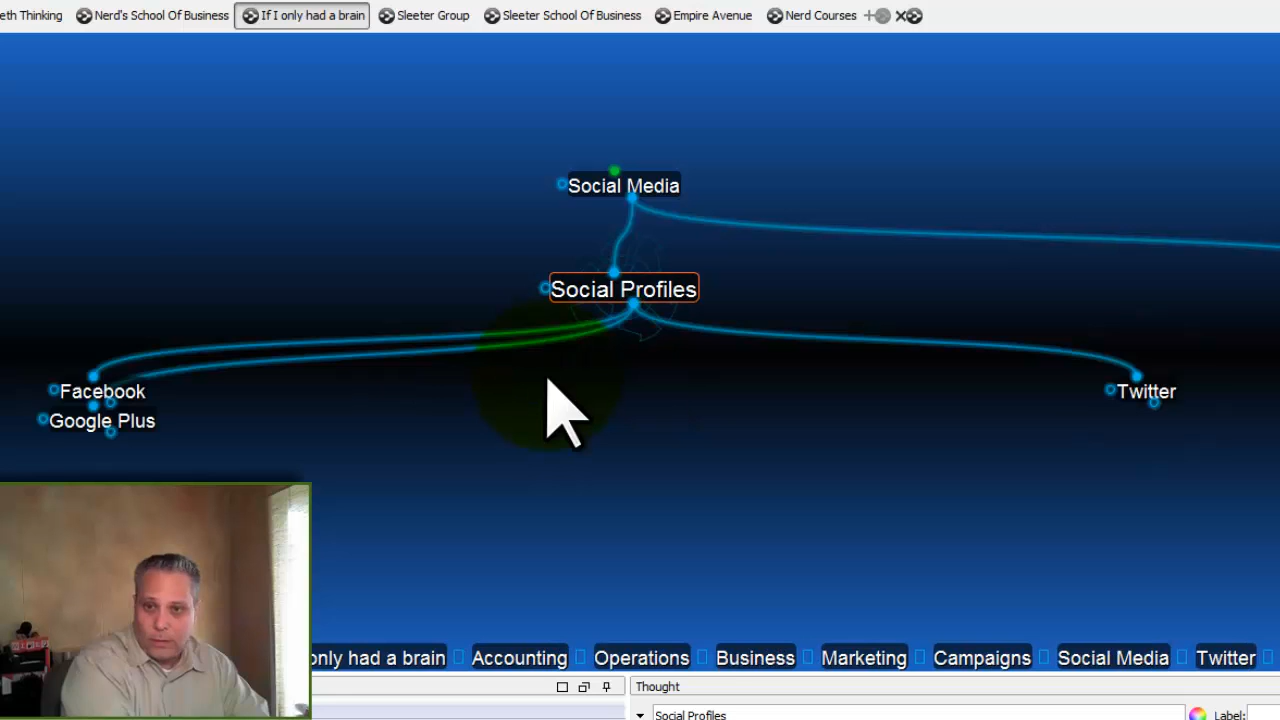 eth Thinking Nerd's School Of Business If I only had a brain Sleeter Group Sleeter School Of Business Empire Avenue Nerd Courses
Social Media
Social Profiles
Facebook
Twitter
Google Plus
only had a brain Accounting Operations Business Marketing Campaigns Social Media Twitter
Thought
Social Profiles Label: